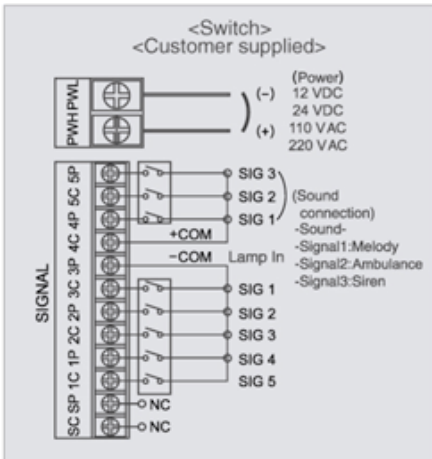 <Switch>
<Customer supplied>
PWH PWL
(Power)
(-) 12 VDC
24 VDC
(+) 110 VAC
220 VAC
SIGNAL
5P SIG 3
5C SIG 2 (Sound
4P SIG 1 connection)
4C +COM -Sound-
3P -COM Lamp In -Signal1:Melody
3C SIG 1 -Signal2:Ambulance
2P SIG 2 -Signal3:Siren
2C SIG 3
1P SIG 4
1C SIG 5
SP NC
SC NC